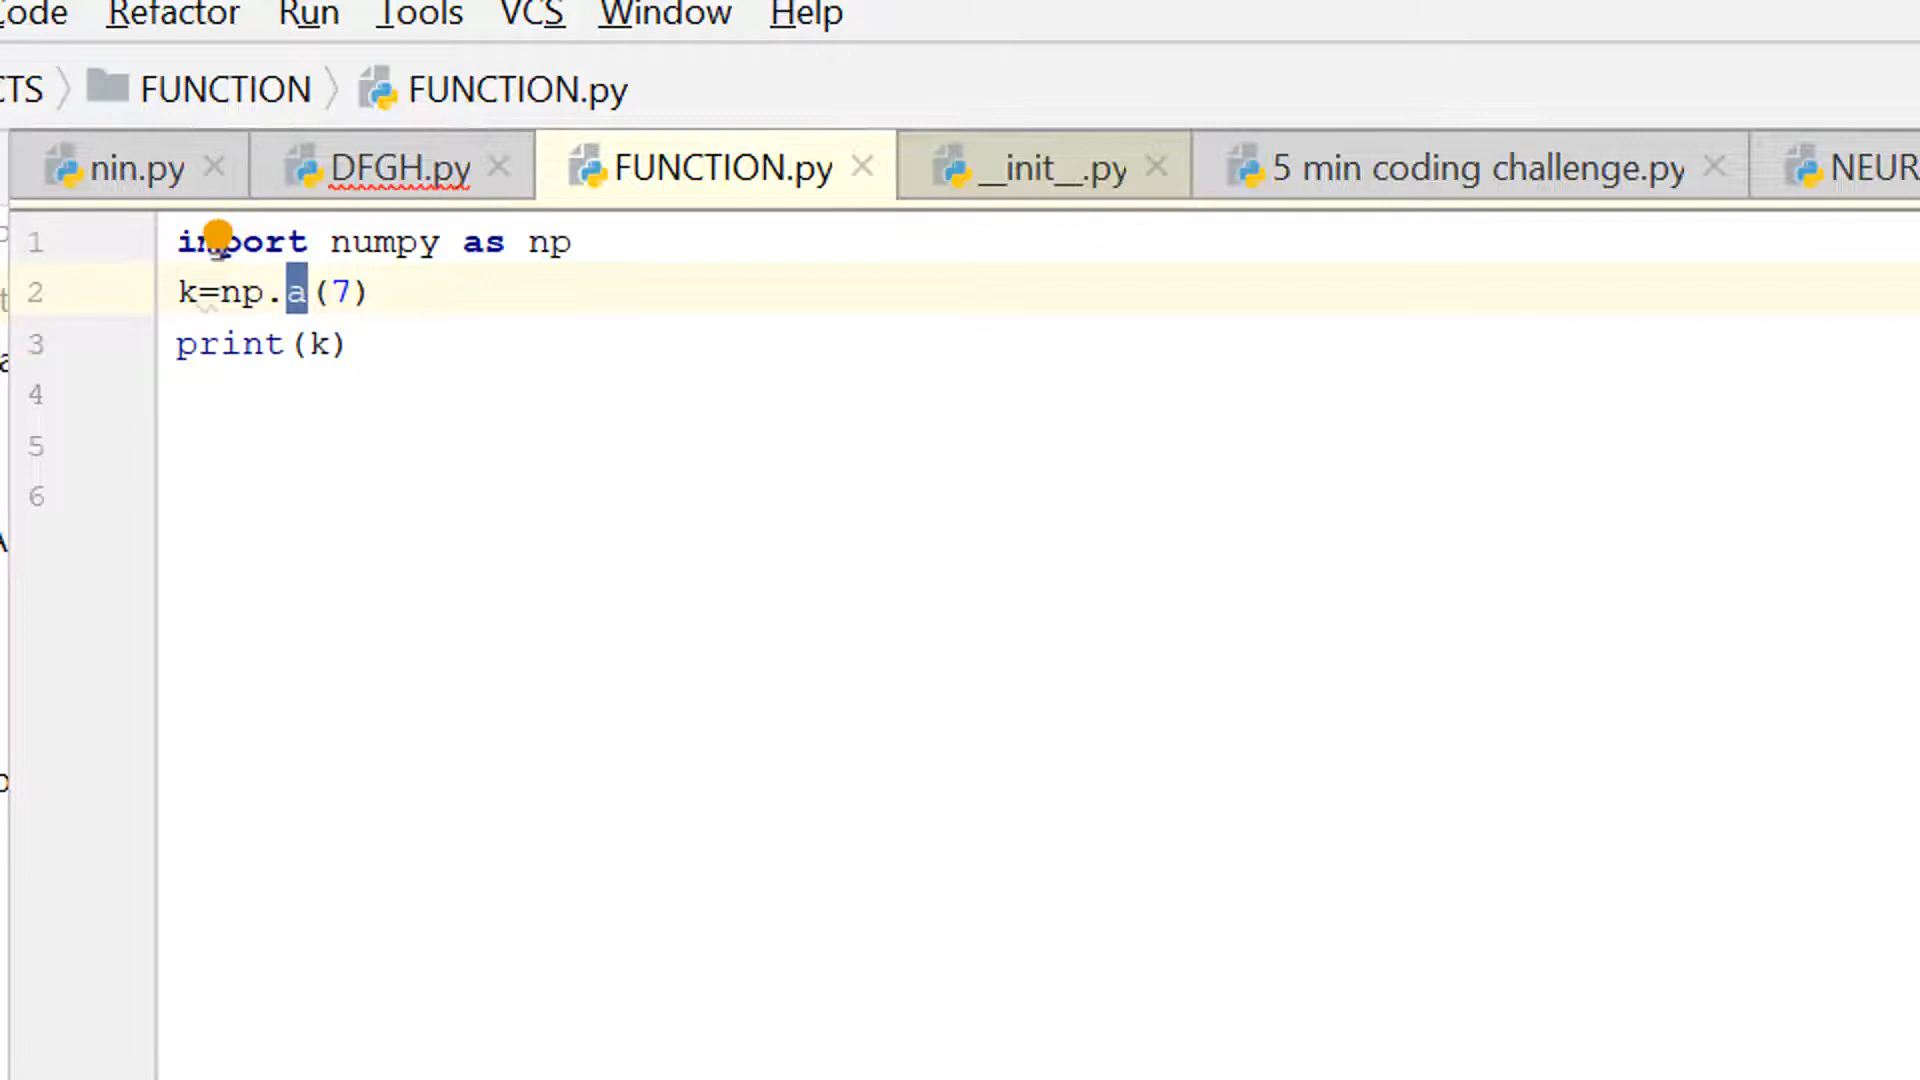 Code Refactor Run Tools VCS Window Help
CTS FUNCTION FUNCTION.py
nin.py DFGH.py FUNCTION.py __init__.py 5 min coding challenge.py NEUR
1 import numpy as np
2 k=np.a(7)
3 print(k)
4
5
6